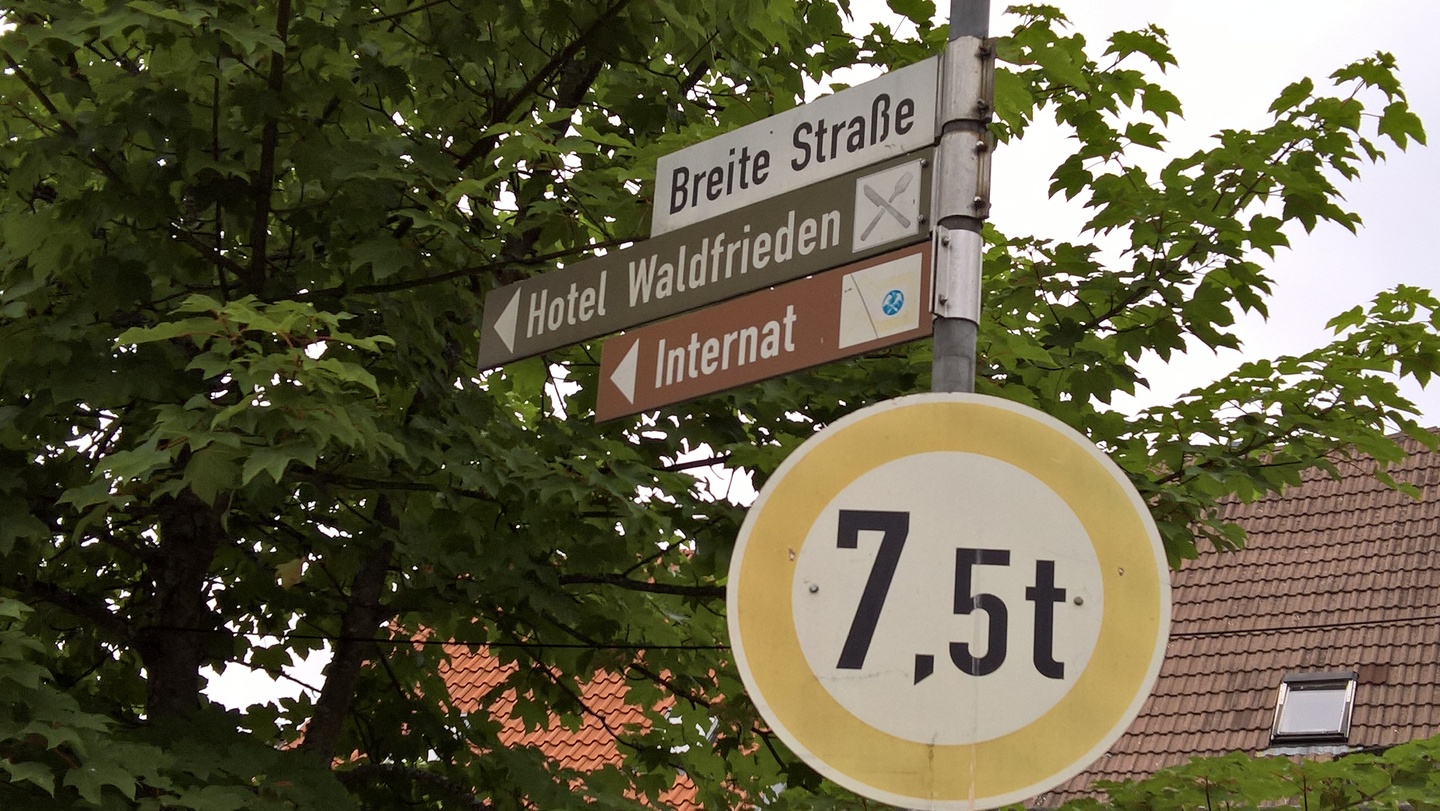 Breite Straße
Hotel Waldfrieden
Internat
7,5t